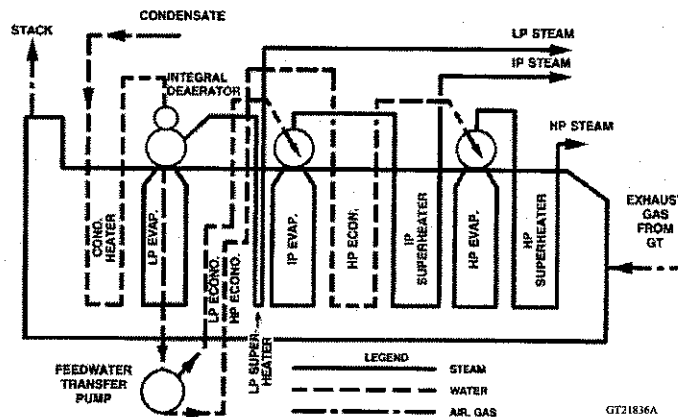 STACK
CONDENSATE
LP STEAM
IP STEAM
INTEGRAL
DEAERATOR
HP STEAM
EXHAUST
GAS
FROM
GT
COND.
HEATER
LP EVAP.
LP ECONO.
HP ECONO.
IP EVAP.
HP ECON.
IP
SUPERHEATER
HP EVAP.
HP
SUPERHEATER
LP SUPER-
HEATER
FEEDWATER
TRANSFER
PUMP
LEGEND
STEAM
WATER
AIR, GAS
GT21836A